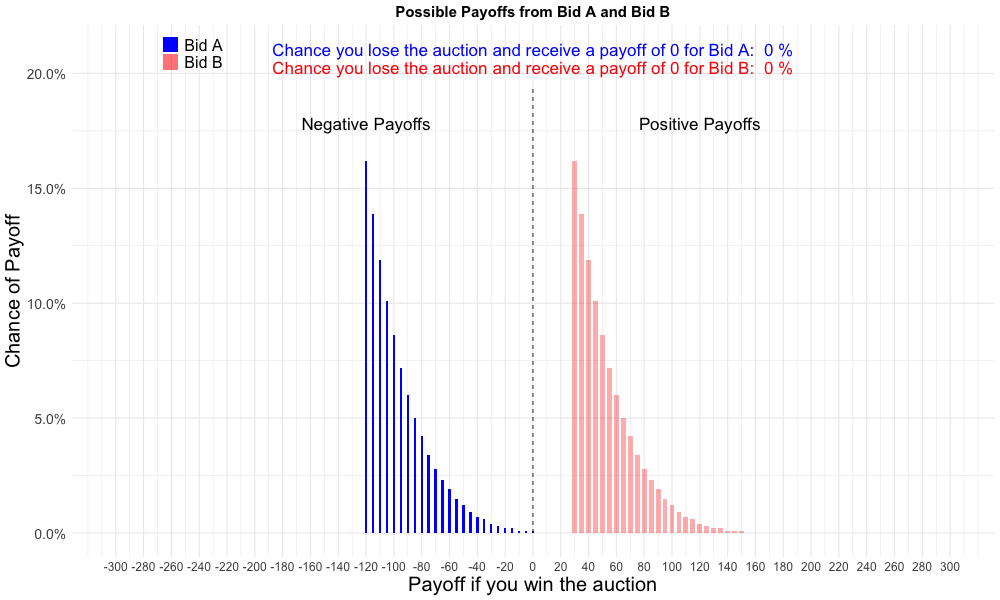 Possible Payoffs from Bid A and Bid B
Bid A
Bid B
Chance you lose the auction and receive a payoff of 0 for Bid A:  0 %
Chance you lose the auction and receive a payoff of 0 for Bid B:  0 %
Negative Payoffs
Positive Payoffs
Chance of Payoff
20.0%
15.0%
10.0%
5.0%
0.0%
-300 -280 -260 -240 -220 -200 -180 -160 -140 -120 -100 -80 -60 -40 -20 0 20 40 60 80 100 120 140 160 180 200 220 240 260 280 300
Payoff if you win the auction